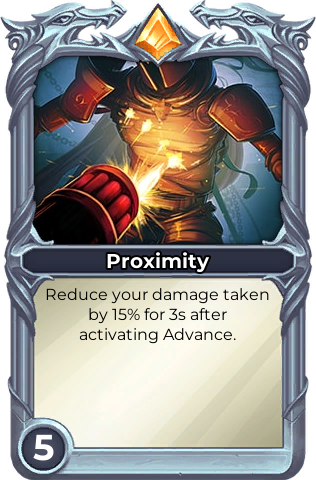 Proximity
Reduce your damage taken
by 15% for 3s after
activating Advance.
5